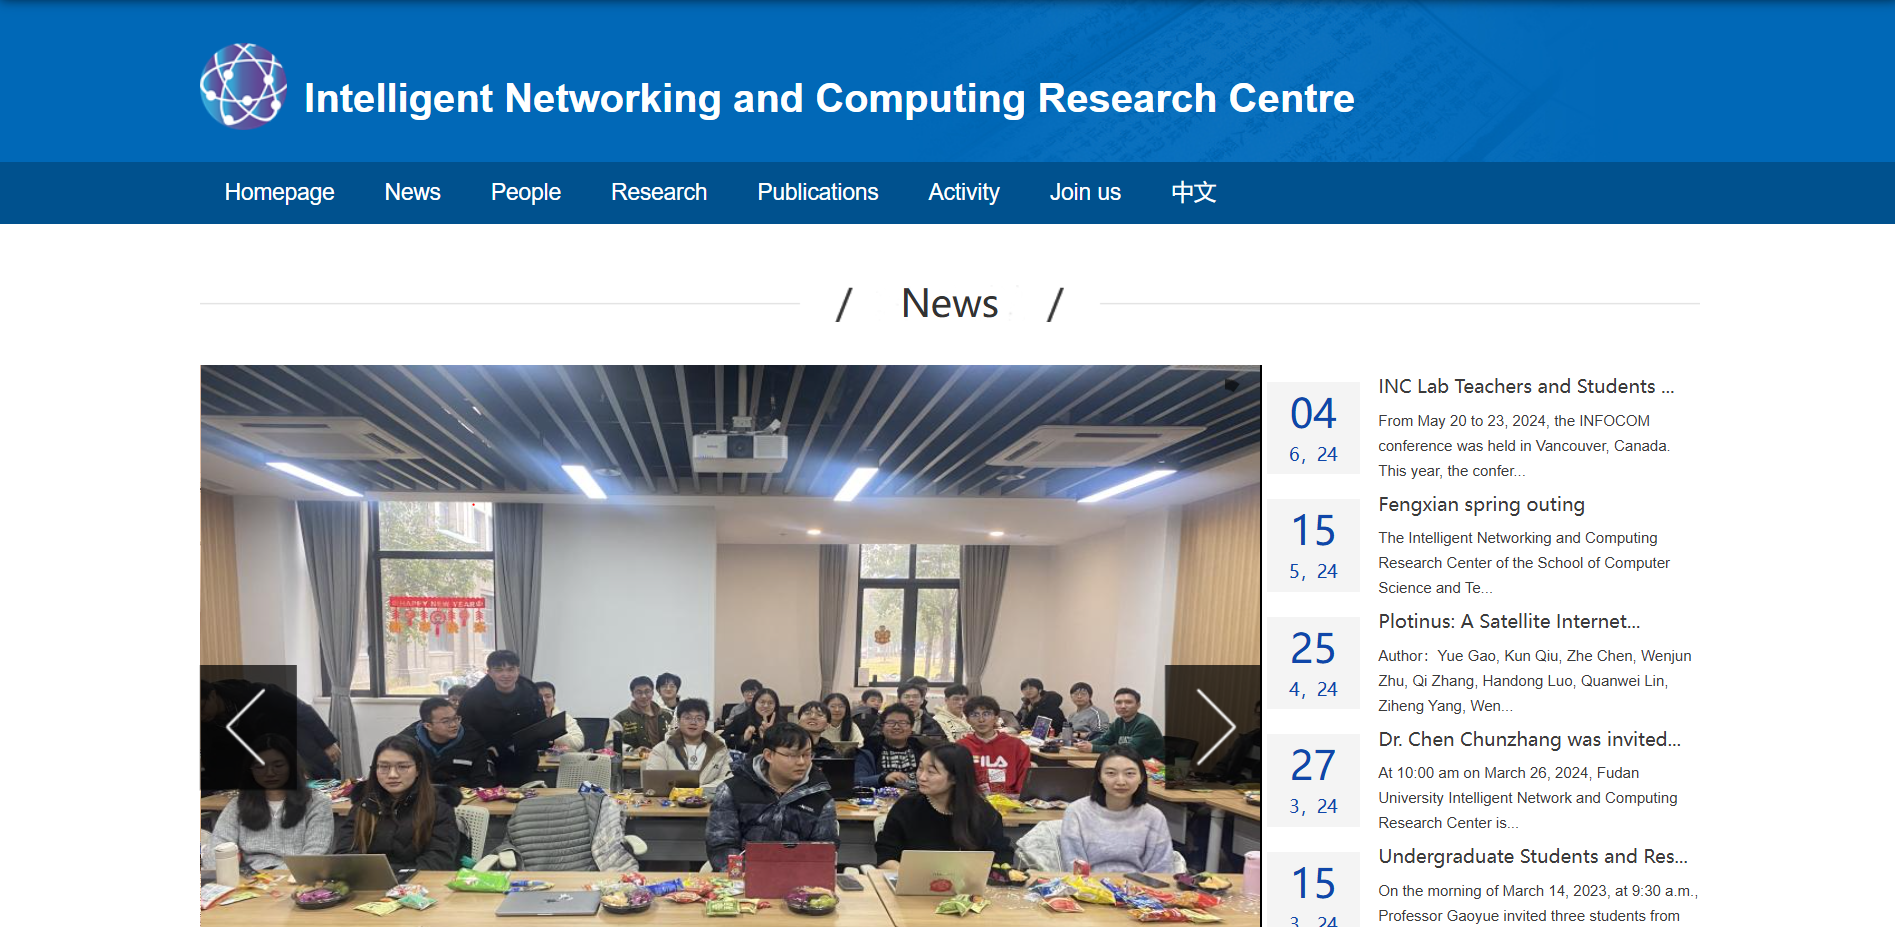 Intelligent Networking and Computing Research Centre
Homepage News People Research Publications Activity Join us 中文
/ News /
HAPPY NEW YEAR
FILA
04
6，24
INC Lab Teachers and Students ...
From May 20 to 23, 2024, the INFOCOM
conference was held in Vancouver, Canada.
This year, the confer...
15
5，24
Fengxian spring outing
The Intelligent Networking and Computing
Research Center of the School of Computer
Science and Te...
25
4，24
Plotinus: A Satellite Internet...
Author：Yue Gao, Kun Qiu, Zhe Chen, Wenjun
Zhu, Qi Zhang, Handong Luo, Quanwei Lin,
Ziheng Yang, Wen...
27
3，24
Dr. Chen Chunzhang was invited...
At 10:00 am on March 26, 2024, Fudan
University Intelligent Network and Computing
Research Center is...
15
3，24
Undergraduate Students and Res...
On the morning of March 14, 2023, at 9:30 a.m.,
Professor Gaoyue invited three students from